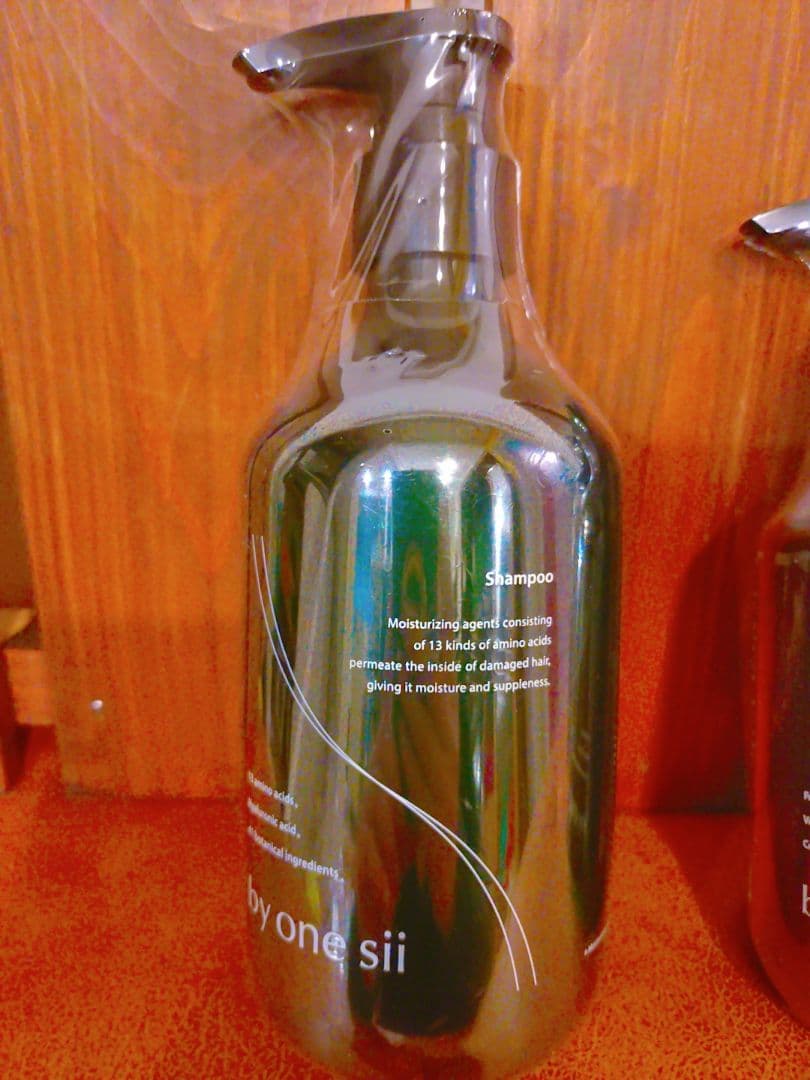 Shampoo
Moisturizing agents consisting
of 13 kinds of amino acids
permeate the inside of damaged hair,
giving it moisture and suppleness.
amino acids,
acid,
botanical ingredients,
by one sii
b